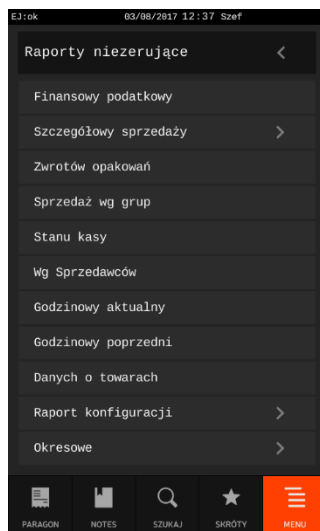 EJ:ok 03/08/2017 12:37 Szef
Raporty niezerujące
Finansowy podatkowy
Szczegółowy sprzedaży
Zwrotów opakowań
Sprzedaż wg grup
Stanu kasy
Wg Sprzedawców
Godzinowy aktualny
Godzinowy poprzedni
Danych o towarach
Raport konfiguracji
Okresowe
PARAGON NOTES SZUKAJ SKRÓTY MENU